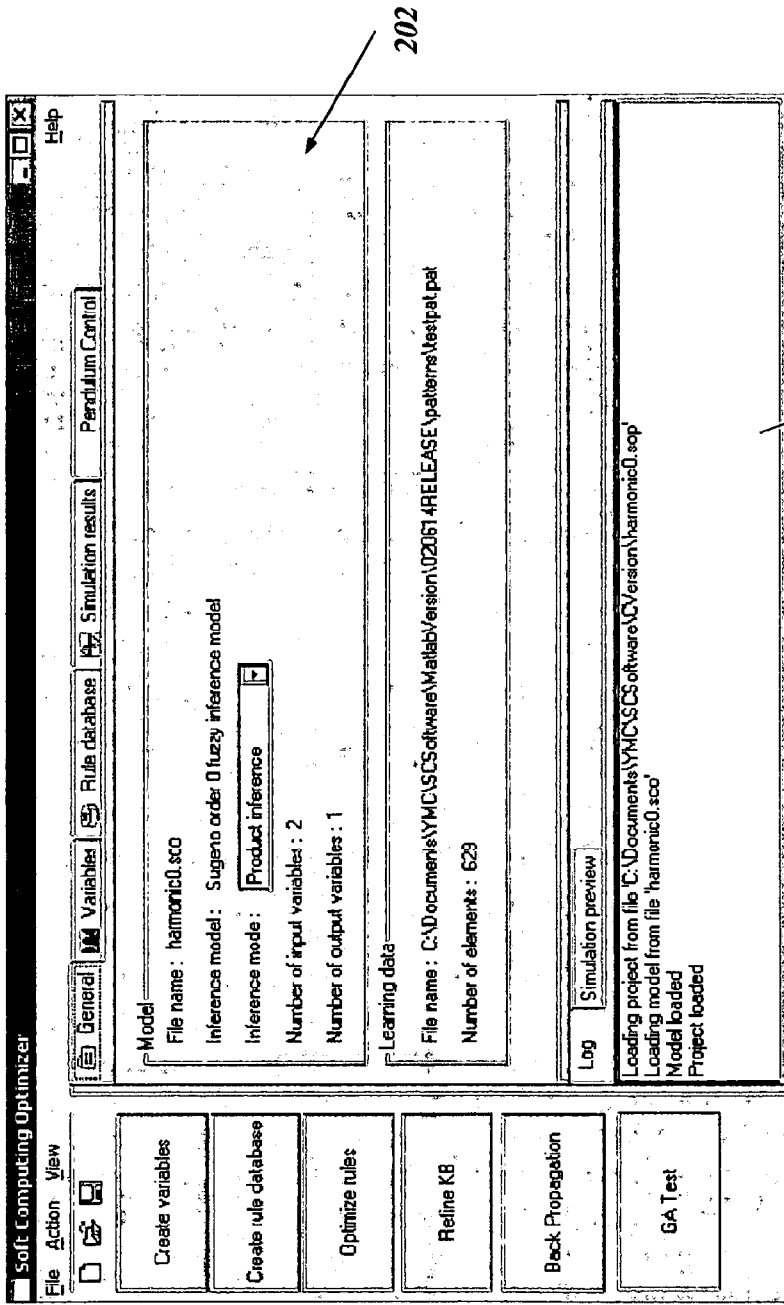 Soft Computing Optimizer
File Action View Help
General Variables Rule database Simulation results Pendulum Control
Create variables
Create rule database
Optimize rules
Refine KB
Back Propagation
GA Test
Model
File name : harmonic0.sco
Inference model : Sugeno order 0 fuzzy inference model
Inference mode : Product inference
Number of input variables : 2
Number of output variables : 1
Learning data
File name : C:\Documents\YMC\SCSoftware\MatlabVersion\020614RELEASE\patterns\testpat.pat
Number of elements : 629
Log Simulation preview
Loading project from file 'C:\Documents\YMC\SCSoftware\CVersion\harmonic0.sop'
Loading model from file 'harmonic0.sco'
Model loaded
Project loaded
202